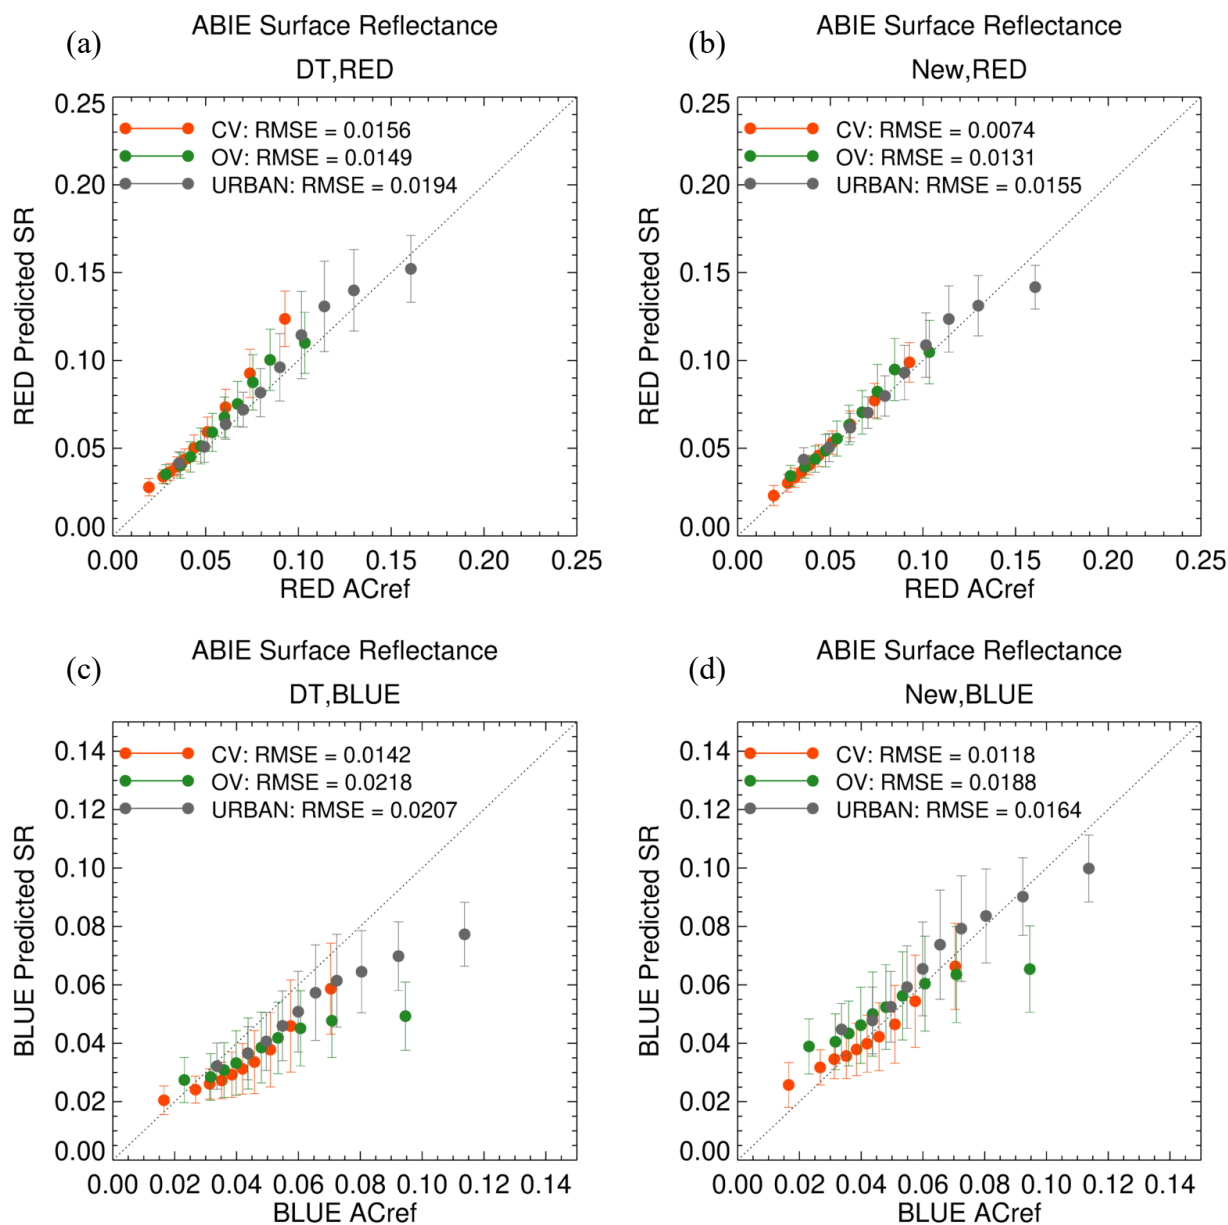 (a)
ABIE Surface Reflectance
DT,RED
CV: RMSE = 0.0156
OV: RMSE = 0.0149
URBAN: RMSE = 0.0194
RED Predicted SR
0.25
0.20
0.15
0.10
0.05
0.00
0.00 0.05 0.10 0.15 0.20 0.25
RED ACref
(b)
ABIE Surface Reflectance
New,RED
CV: RMSE = 0.0074
OV: RMSE = 0.0131
URBAN: RMSE = 0.0155
RED Predicted SR
0.25
0.20
0.15
0.10
0.05
0.00
0.00 0.05 0.10 0.15 0.20 0.25
RED ACref
(c)
ABIE Surface Reflectance
DT,BLUE
CV: RMSE = 0.0142
OV: RMSE = 0.0218
URBAN: RMSE = 0.0207
BLUE Predicted SR
0.14
0.12
0.10
0.08
0.06
0.04
0.02
0.00
0.00 0.02 0.04 0.06 0.08 0.10 0.12 0.14
BLUE ACref
(d)
ABIE Surface Reflectance
New,BLUE
CV: RMSE = 0.0118
OV: RMSE = 0.0188
URBAN: RMSE = 0.0164
BLUE Predicted SR
0.14
0.12
0.10
0.08
0.06
0.04
0.02
0.00
0.00 0.02 0.04 0.06 0.08 0.10 0.12 0.14
BLUE ACref